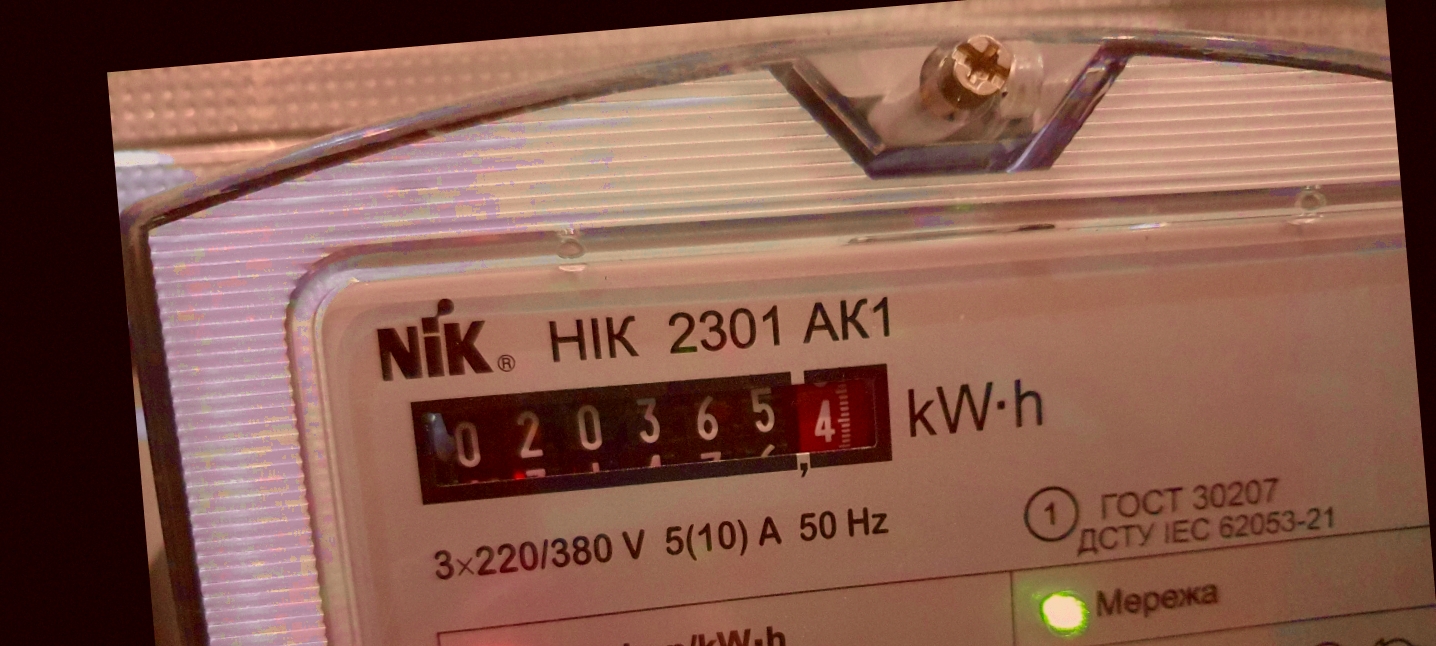 NiK® НІК 2301 АК1
020365,4 kW·h
3×220/380 V 5(10) A 50 Hz
1 ГОСТ 30207
ДСТУ IEC 62053-21
Мережа
/kW·h